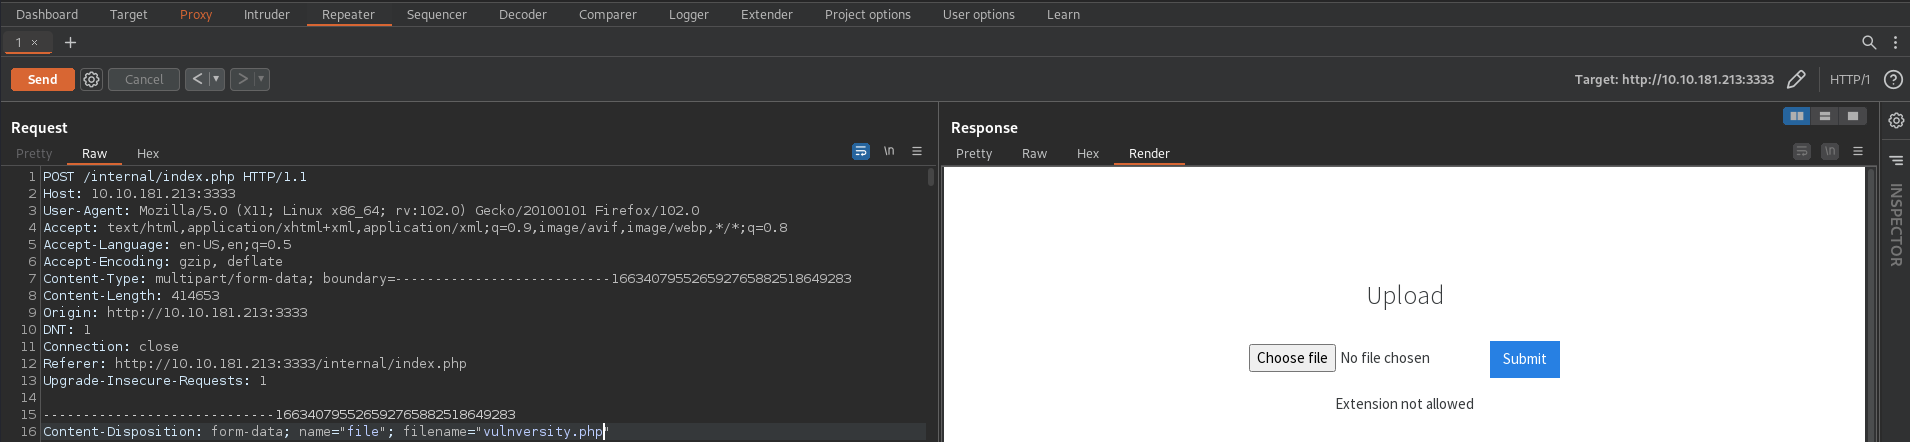 Dashboard Target Proxy Intruder Repeater Sequencer Decoder Comparer Logger Extender Project options User options Learn
1 × +
Send Cancel < > Target: http://10.10.181.213:3333 HTTP/1 ?
Request
Pretty Raw Hex \n
1 POST /internal/index.php HTTP/1.1
2 Host: 10.10.181.213:3333
3 User-Agent: Mozilla/5.0 (X11; Linux x86_64; rv:102.0) Gecko/20100101 Firefox/102.0
4 Accept: text/html,application/xhtml+xml,application/xml;q=0.9,image/avif,image/webp,*/*;q=0.8
5 Accept-Language: en-US,en;q=0.5
6 Accept-Encoding: gzip, deflate
7 Content-Type: multipart/form-data; boundary=---------------------------166340795526592765882518649283
8 Content-Length: 414653
9 Origin: http://10.10.181.213:3333
10 DNT: 1
11 Connection: close
12 Referer: http://10.10.181.213:3333/internal/index.php
13 Upgrade-Insecure-Requests: 1
14
15 -----------------------------166340795526592765882518649283
16 Content-Disposition: form-data; name="file"; filename="vulnversity.php"
Response
Pretty Raw Hex Render \n
Upload
Choose file No file chosen Submit
Extension not allowed
INSPECTOR